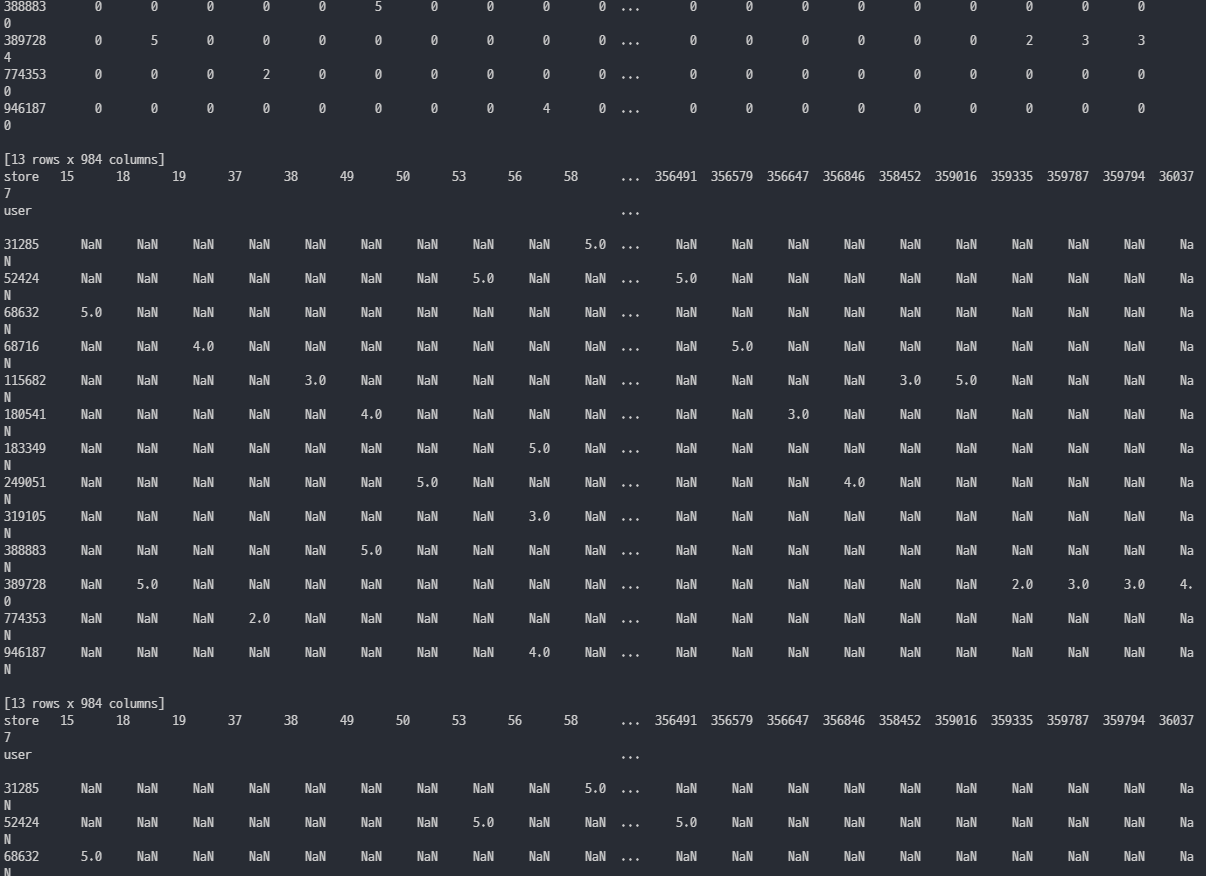 388883 0 0 0 0 0 5 0 0 0 0 ... 0 0 0 0 0 0 0 0 0
0
389728 0 5 0 0 0 0 0 0 0 0 ... 0 0 0 0 0 0 2 3 3
4
774353 0 0 0 2 0 0 0 0 0 0 ... 0 0 0 0 0 0 0 0 0
0
946187 0 0 0 0 0 0 0 0 4 0 ... 0 0 0 0 0 0 0 0 0
0
[13 rows x 984 columns]
store 15 18 19 37 38 49 50 53 56 58 ... 356491 356579 356647 356846 358452 359016 359335 359787 359794 36037
7
user ...
31285 NaN NaN NaN NaN NaN NaN NaN NaN NaN 5.0 ... NaN NaN NaN NaN NaN NaN NaN NaN NaN Na
N
52424 NaN NaN NaN NaN NaN NaN NaN 5.0 NaN NaN ... 5.0 NaN NaN NaN NaN NaN NaN NaN NaN Na
N
68632 5.0 NaN NaN NaN NaN NaN NaN NaN NaN NaN ... NaN NaN NaN NaN NaN NaN NaN NaN NaN Na
N
68716 NaN NaN 4.0 NaN NaN NaN NaN NaN NaN NaN ... NaN 5.0 NaN NaN NaN NaN NaN NaN NaN Na
N
115682 NaN NaN NaN NaN 3.0 NaN NaN NaN NaN NaN ... NaN NaN NaN NaN 3.0 5.0 NaN NaN NaN Na
N
180541 NaN NaN NaN NaN NaN 4.0 NaN NaN NaN NaN ... NaN NaN 3.0 NaN NaN NaN NaN NaN NaN Na
N
183349 NaN NaN NaN NaN NaN NaN NaN NaN 5.0 NaN ... NaN NaN NaN NaN NaN NaN NaN NaN NaN Na
N
249051 NaN NaN NaN NaN NaN NaN 5.0 NaN NaN NaN ... NaN NaN NaN 4.0 NaN NaN NaN NaN NaN Na
N
319105 NaN NaN NaN NaN NaN NaN NaN NaN 3.0 NaN ... NaN NaN NaN NaN NaN NaN NaN NaN NaN Na
N
388883 NaN NaN NaN NaN NaN 5.0 NaN NaN NaN NaN ... NaN NaN NaN NaN NaN NaN NaN NaN NaN Na
N
389728 NaN 5.0 NaN NaN NaN NaN NaN NaN NaN NaN ... NaN NaN NaN NaN NaN NaN 2.0 3.0 3.0 4.
0
774353 NaN NaN NaN 2.0 NaN NaN NaN NaN NaN NaN ... NaN NaN NaN NaN NaN NaN NaN NaN NaN Na
N
946187 NaN NaN NaN NaN NaN NaN NaN NaN 4.0 NaN ... NaN NaN NaN NaN NaN NaN NaN NaN NaN Na
N
[13 rows x 984 columns]
store 15 18 19 37 38 49 50 53 56 58 ... 356491 356579 356647 356846 358452 359016 359335 359787 359794 36037
7
user ...
31285 NaN NaN NaN NaN NaN NaN NaN NaN NaN 5.0 ... NaN NaN NaN NaN NaN NaN NaN NaN NaN Na
N
52424 NaN NaN NaN NaN NaN NaN NaN 5.0 NaN NaN ... 5.0 NaN NaN NaN NaN NaN NaN NaN NaN Na
N
68632 5.0 NaN NaN NaN NaN NaN NaN NaN NaN NaN ... NaN NaN NaN NaN NaN NaN NaN NaN NaN Na
N